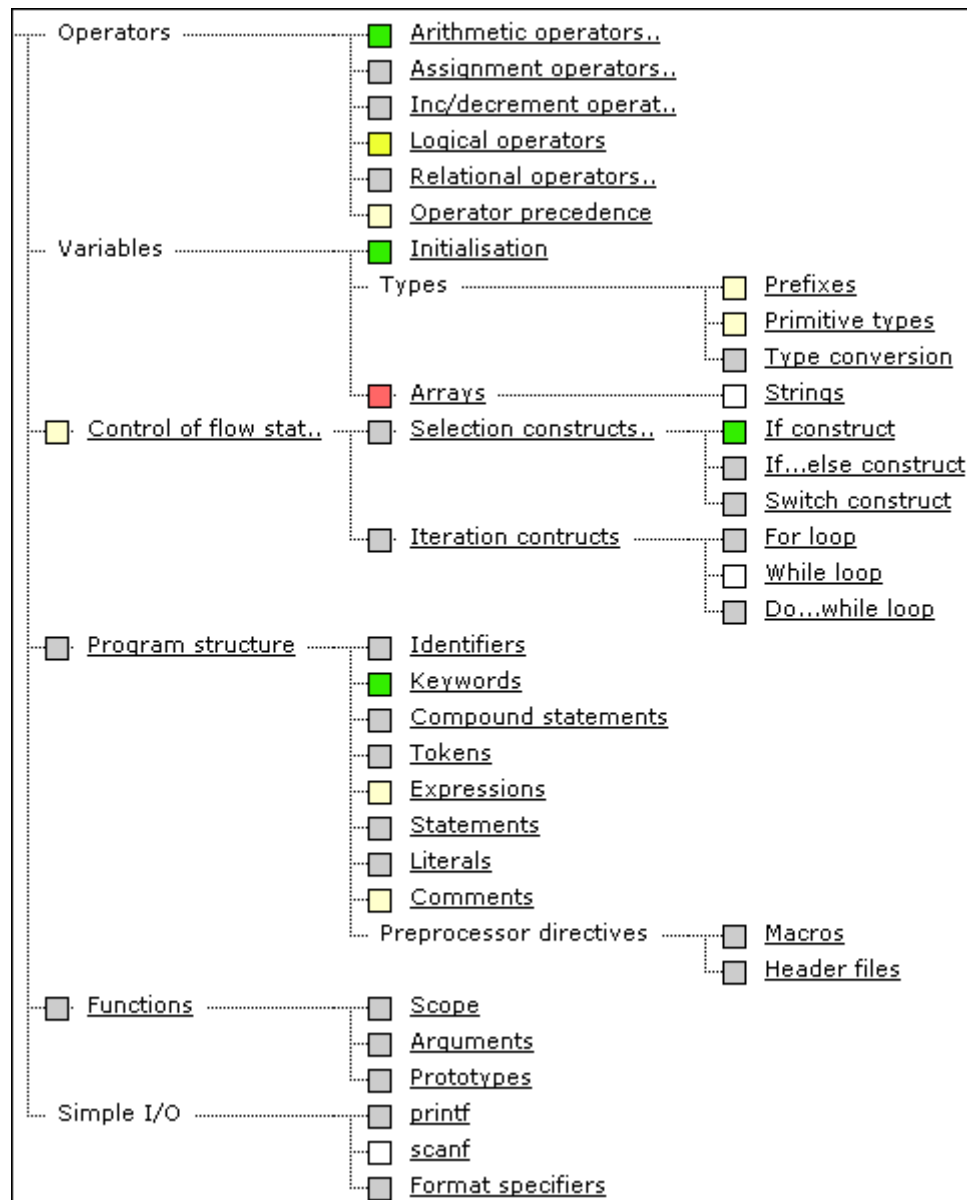 Operators
Arithmetic operators..
Assignment operators..
Inc/decrement operat..
Logical operators
Relational operators..
Operator precedence
Variables
Initialisation
Types
Prefixes
Primitive types
Type conversion
Arrays
Strings
Control of flow stat..
Selection constructs..
If construct
If...else construct
Switch construct
Iteration contructs
For loop
While loop
Do...while loop
Program structure
Identifiers
Keywords
Compound statements
Tokens
Expressions
Statements
Literals
Comments
Preprocessor directives
Macros
Header files
Functions
Scope
Arguments
Prototypes
Simple I/O
printf
scanf
Format specifiers